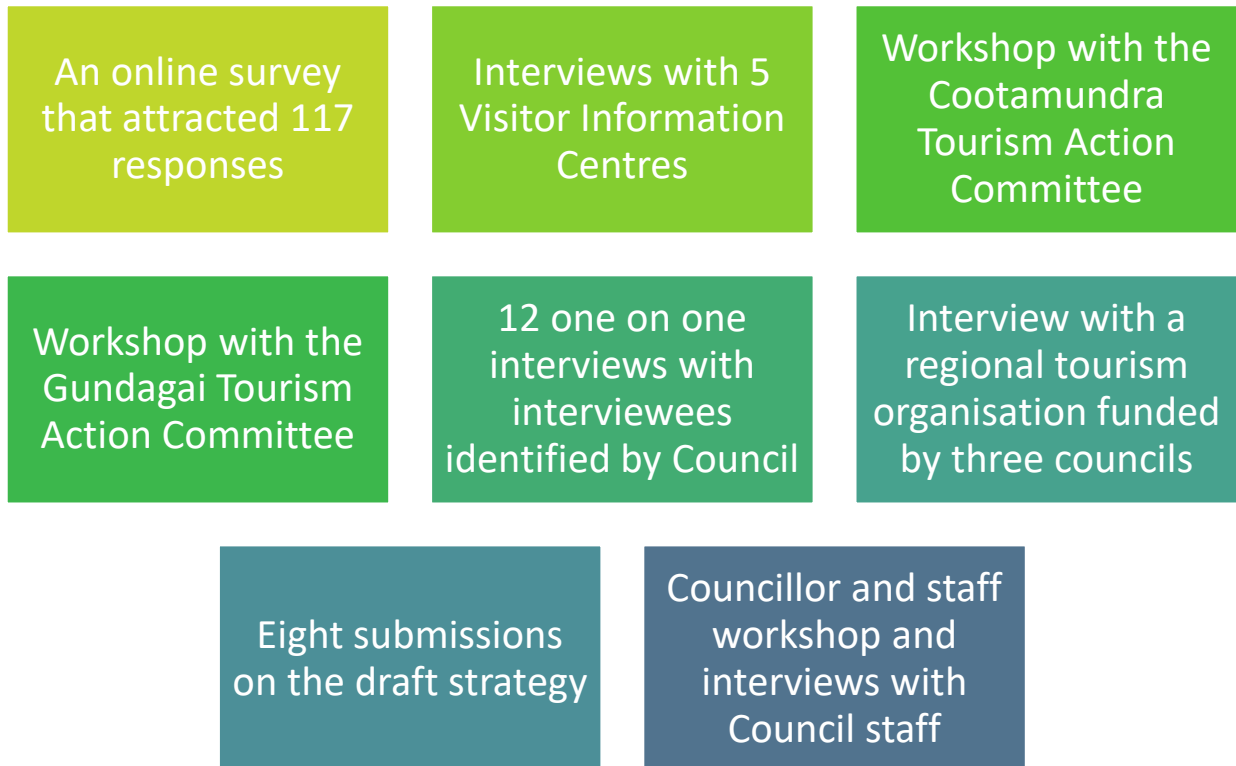 An online survey
that attracted 117
responses
Interviews with 5
Visitor Information
Centres
Workshop with the
Cootamundra
Tourism Action
Committee
Workshop with the
Gundagai Tourism
Action Committee
12 one on one
interviews with
interviewees
identified by Council
Interview with a
regional tourism
organisation funded
by three councils
Eight submissions
on the draft strategy
Councillor and staff
workshop and
interviews with
Council staff